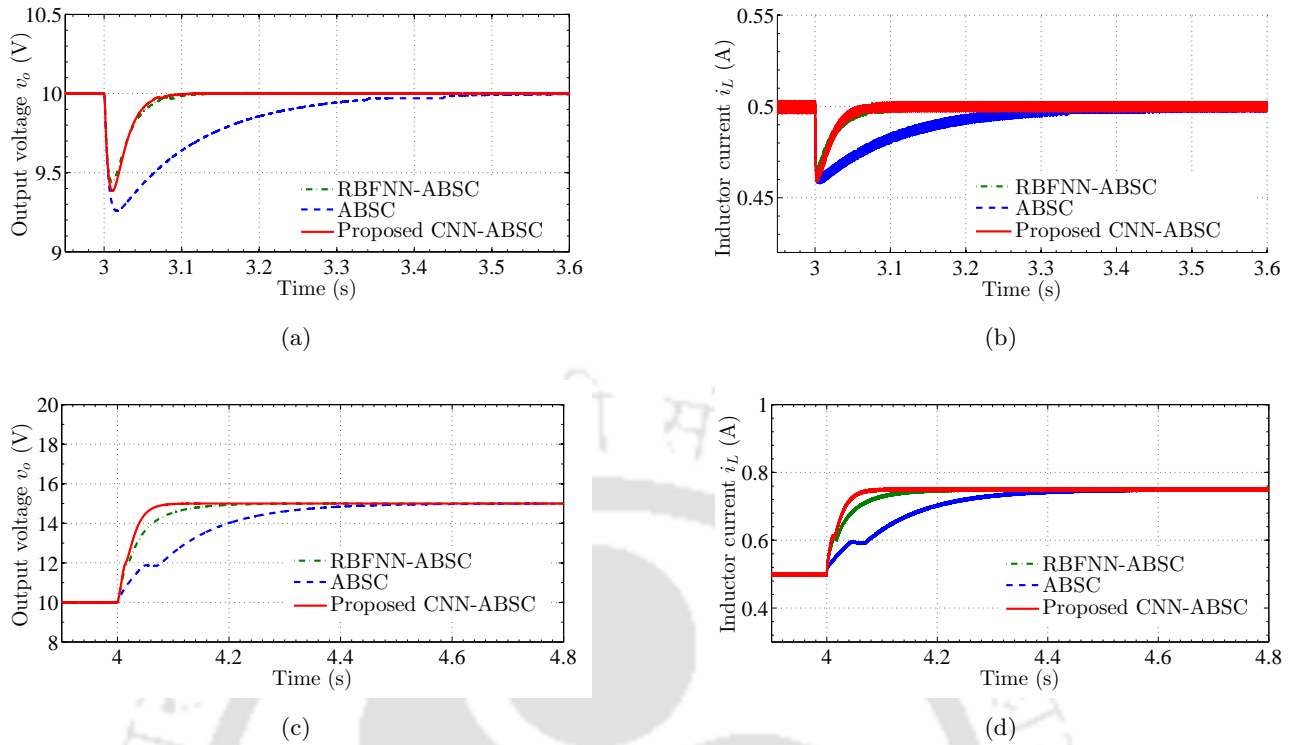 10.5
10
9.5
9
Output voltage v_o (V)
RBFNN-ABSC
ABSC
Proposed CNN-ABSC
3 3.1 3.2 3.3 3.4 3.5 3.6
Time (s)
(a)
0.55
0.5
0.45
Inductor current i_L (A)
RBFNN-ABSC
ABSC
Proposed CNN-ABSC
3 3.1 3.2 3.3 3.4 3.5 3.6
Time (s)
(b)
20
18
16
14
12
10
8
Output voltage v_o (V)
RBFNN-ABSC
ABSC
Proposed CNN-ABSC
4 4.2 4.4 4.6 4.8
Time (s)
(c)
1
0.8
0.6
0.4
Inductor current i_L (A)
RBFNN-ABSC
ABSC
Proposed CNN-ABSC
4 4.2 4.4 4.6 4.8
Time (s)
(d)